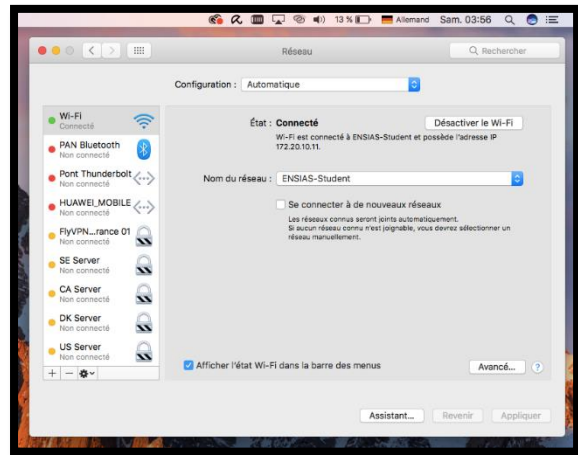 13 % Allemand Sam. 03:56
Réseau
Rechercher
Configuration : Automatique
Wi-Fi
Connecté
PAN Bluetooth
Non connecté
Pont Thunderbolt
Non connecté
HUAWEI_MOBILE
Non connecté
FlyVPN...rance 01
Non connecté
SE Server
Non connecté
CA Server
Non connecté
DK Server
Non connecté
US Server
Non connecté
État : Connecté
Désactiver le Wi-Fi
Wi-Fi est connecté à ENSIAS-Student et possède l'adresse IP
172.20.10.11.
Nom du réseau : ENSIAS-Student
Se connecter à de nouveaux réseaux
Les réseaux connus seront joints automatiquement.
Si aucun réseau connu n'est joignable, vous devrez sélectionner un
réseau manuellement.
Afficher l'état Wi-Fi dans la barre des menus
Avancé... ?
Assistant... Revenir Appliquer